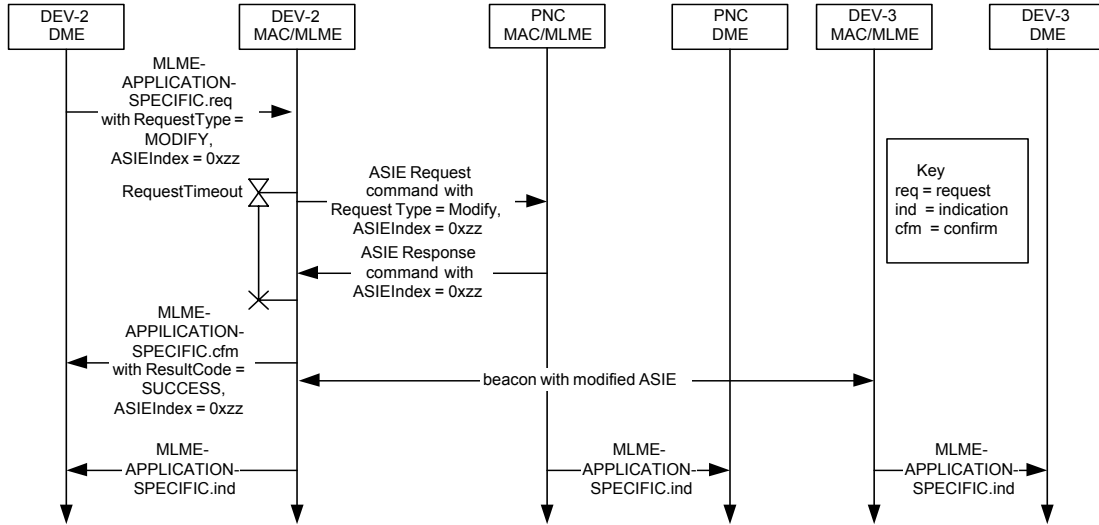 DEV-2
DME
DEV-2
MAC/MLME
PNC
MAC/MLME
PNC
DME
DEV-3
MAC/MLME
DEV-3
DME
MLME-
APPLICATION-
SPECIFIC.req
with RequestType =
MODIFY,
ASIEIndex = 0xzz
RequestTimeout
ASIE Request
command with
Request Type = Modify,
ASIEIndex = 0xzz
Key
req = request
ind = indication
cfm = confirm
ASIE Response
command with
ASIEIndex = 0xzz
MLME-
APPILICATION-
SPECIFIC.cfm
with ResultCode =
SUCCESS,
ASIEIndex = 0xzz
beacon with modified ASIE
MLME-
APPLICATION-
SPECIFIC.ind
MLME-
APPLICATION-
SPECIFIC.ind
MLME-
APPLICATION-
SPECIFIC.ind